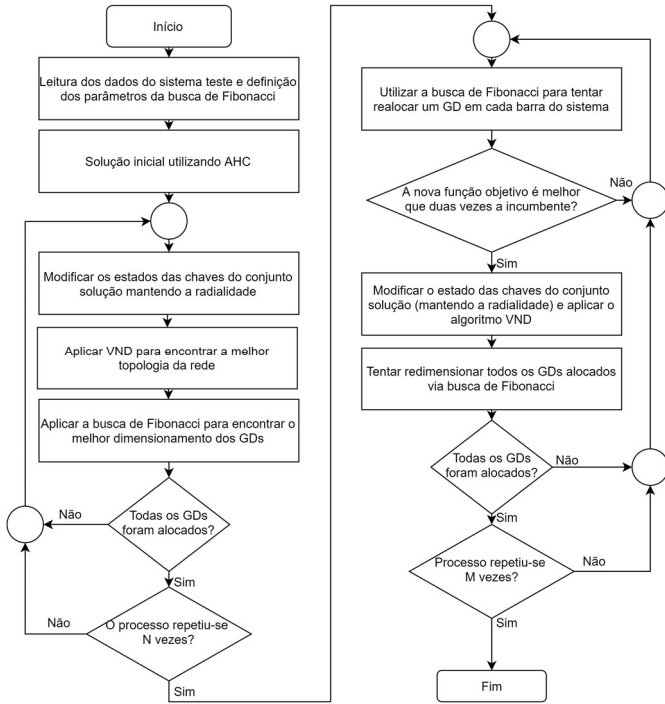 Início
Leitura dos dados do sistema teste e definição
dos parâmetros da busca de Fibonacci
Solução inicial utilizando AHC
Modificar os estados das chaves do conjunto
solução mantendo a radialidade
Aplicar VND para encontrar a melhor
topologia da rede
Aplicar a busca de Fibonacci para encontrar o
melhor dimensionamento dos GDs
Todas os GDs
foram alocados?
Não
Sim
O processo repetiu-se
N vezes?
Não
Sim
Utilizar a busca de Fibonacci para tentar
realocar um GD em cada barra do sistema
A nova função objetivo é melhor
que duas vezes a incumbente?
Não
Sim
Modificar o estado das chaves do conjunto
solução (mantendo a radialidade) e aplicar o
algoritmo VND
Tentar redimensionar todos os GDs alocados
via busca de Fibonacci
Todas os GDs
foram alocados?
Não
Sim
Processo repetiu-se
M vezes?
Não
Sim
Fim